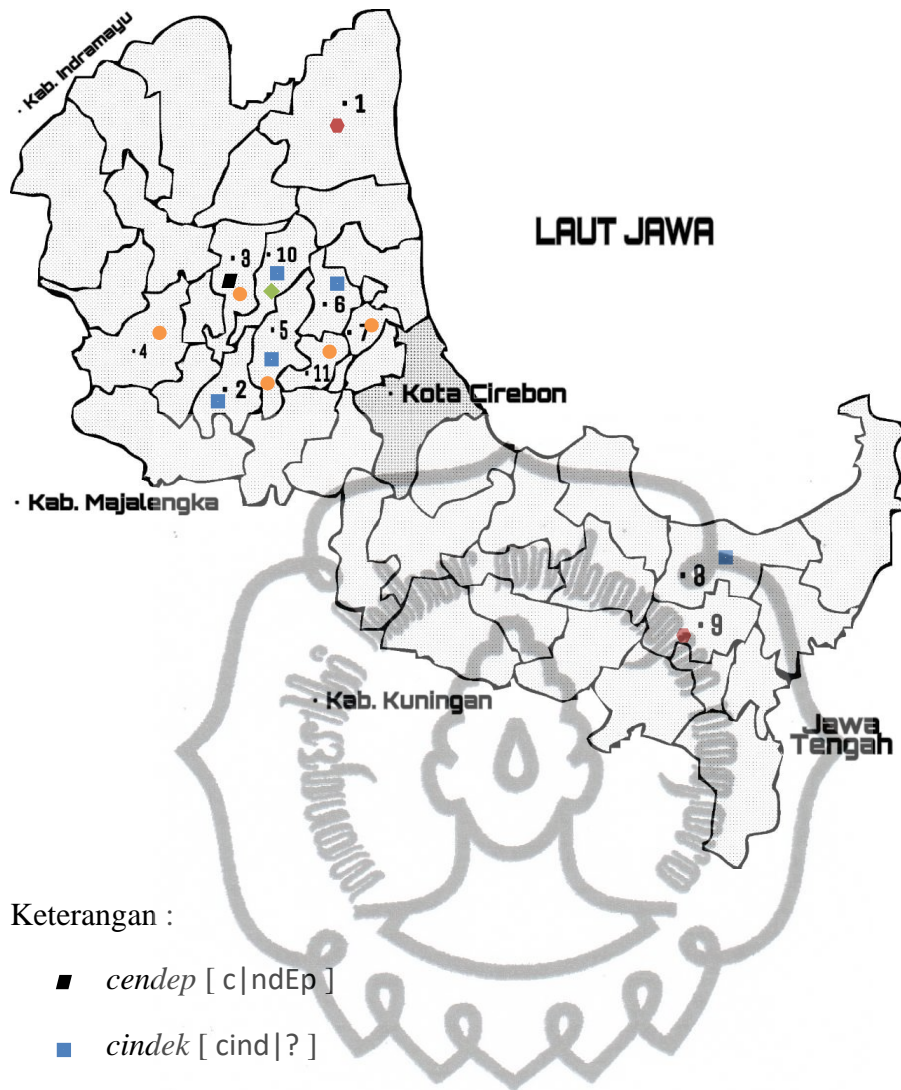 · Kab. Indramayu
· 1
LAUT JAWA
· 3
· 10
· 6
· 5
· 7
· 4
· 11
· 2
· Kota Cirebon
· Kab. Majalengka
· 8
· 9
· Kab. Kuningan
Jawa
Tengah
Keterangan :
cendep [ c|ndEp ]
cindek [ cind|? ]